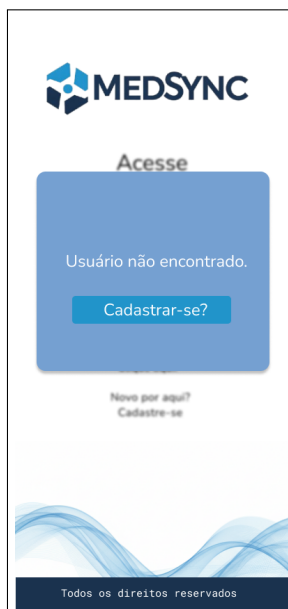 MEDSYNC
Acesse
Usuário não encontrado.
Cadastrar-se?
Novo por aqui?
Cadastre-se
Todos os direitos reservados